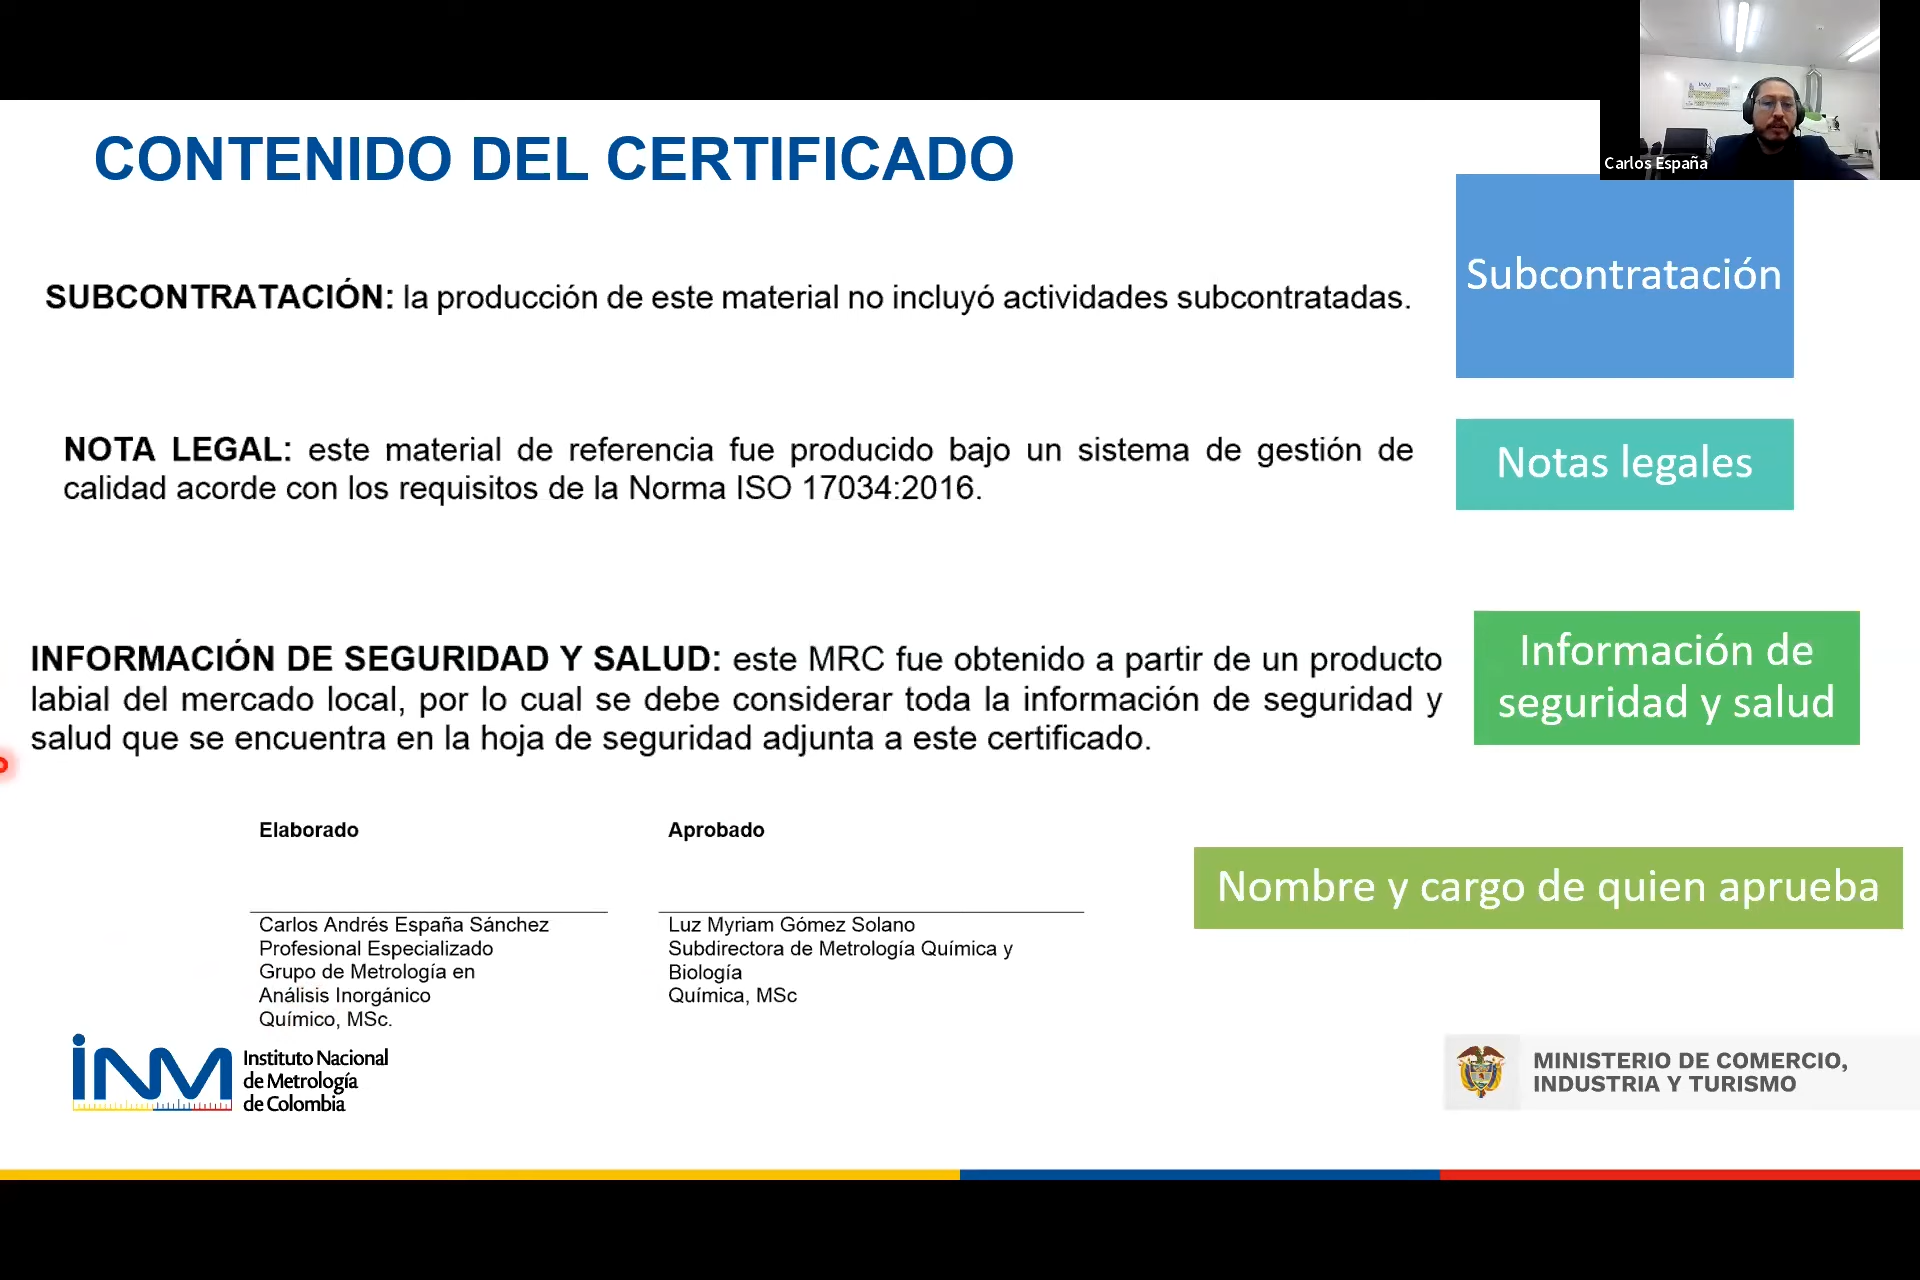 Carlos España
CONTENIDO DEL CERTIFICADO
SUBCONTRATACIÓN: la producción de este material no incluyó actividades subcontratadas.
Subcontratación
NOTA LEGAL: este material de referencia fue producido bajo un sistema de gestión de
calidad acorde con los requisitos de la Norma ISO 17034:2016.
Notas legales
INFORMACIÓN DE SEGURIDAD Y SALUD: este MRC fue obtenido a partir de un producto
labial del mercado local, por lo cual se debe considerar toda la información de seguridad y
salud que se encuentra en la hoja de seguridad adjunta a este certificado.
Información de
seguridad y salud
Elaborado
Carlos Andrés España Sánchez
Profesional Especializado
Grupo de Metrología en
Análisis Inorgánico
Químico, MSc.
Aprobado
Luz Myriam Gómez Solano
Subdirectora de Metrología Química y
Biología
Química, MSc
Nombre y cargo de quien aprueba
INM
Instituto Nacional
de Metrología
de Colombia
MINISTERIO DE COMERCIO,
INDUSTRIA Y TURISMO